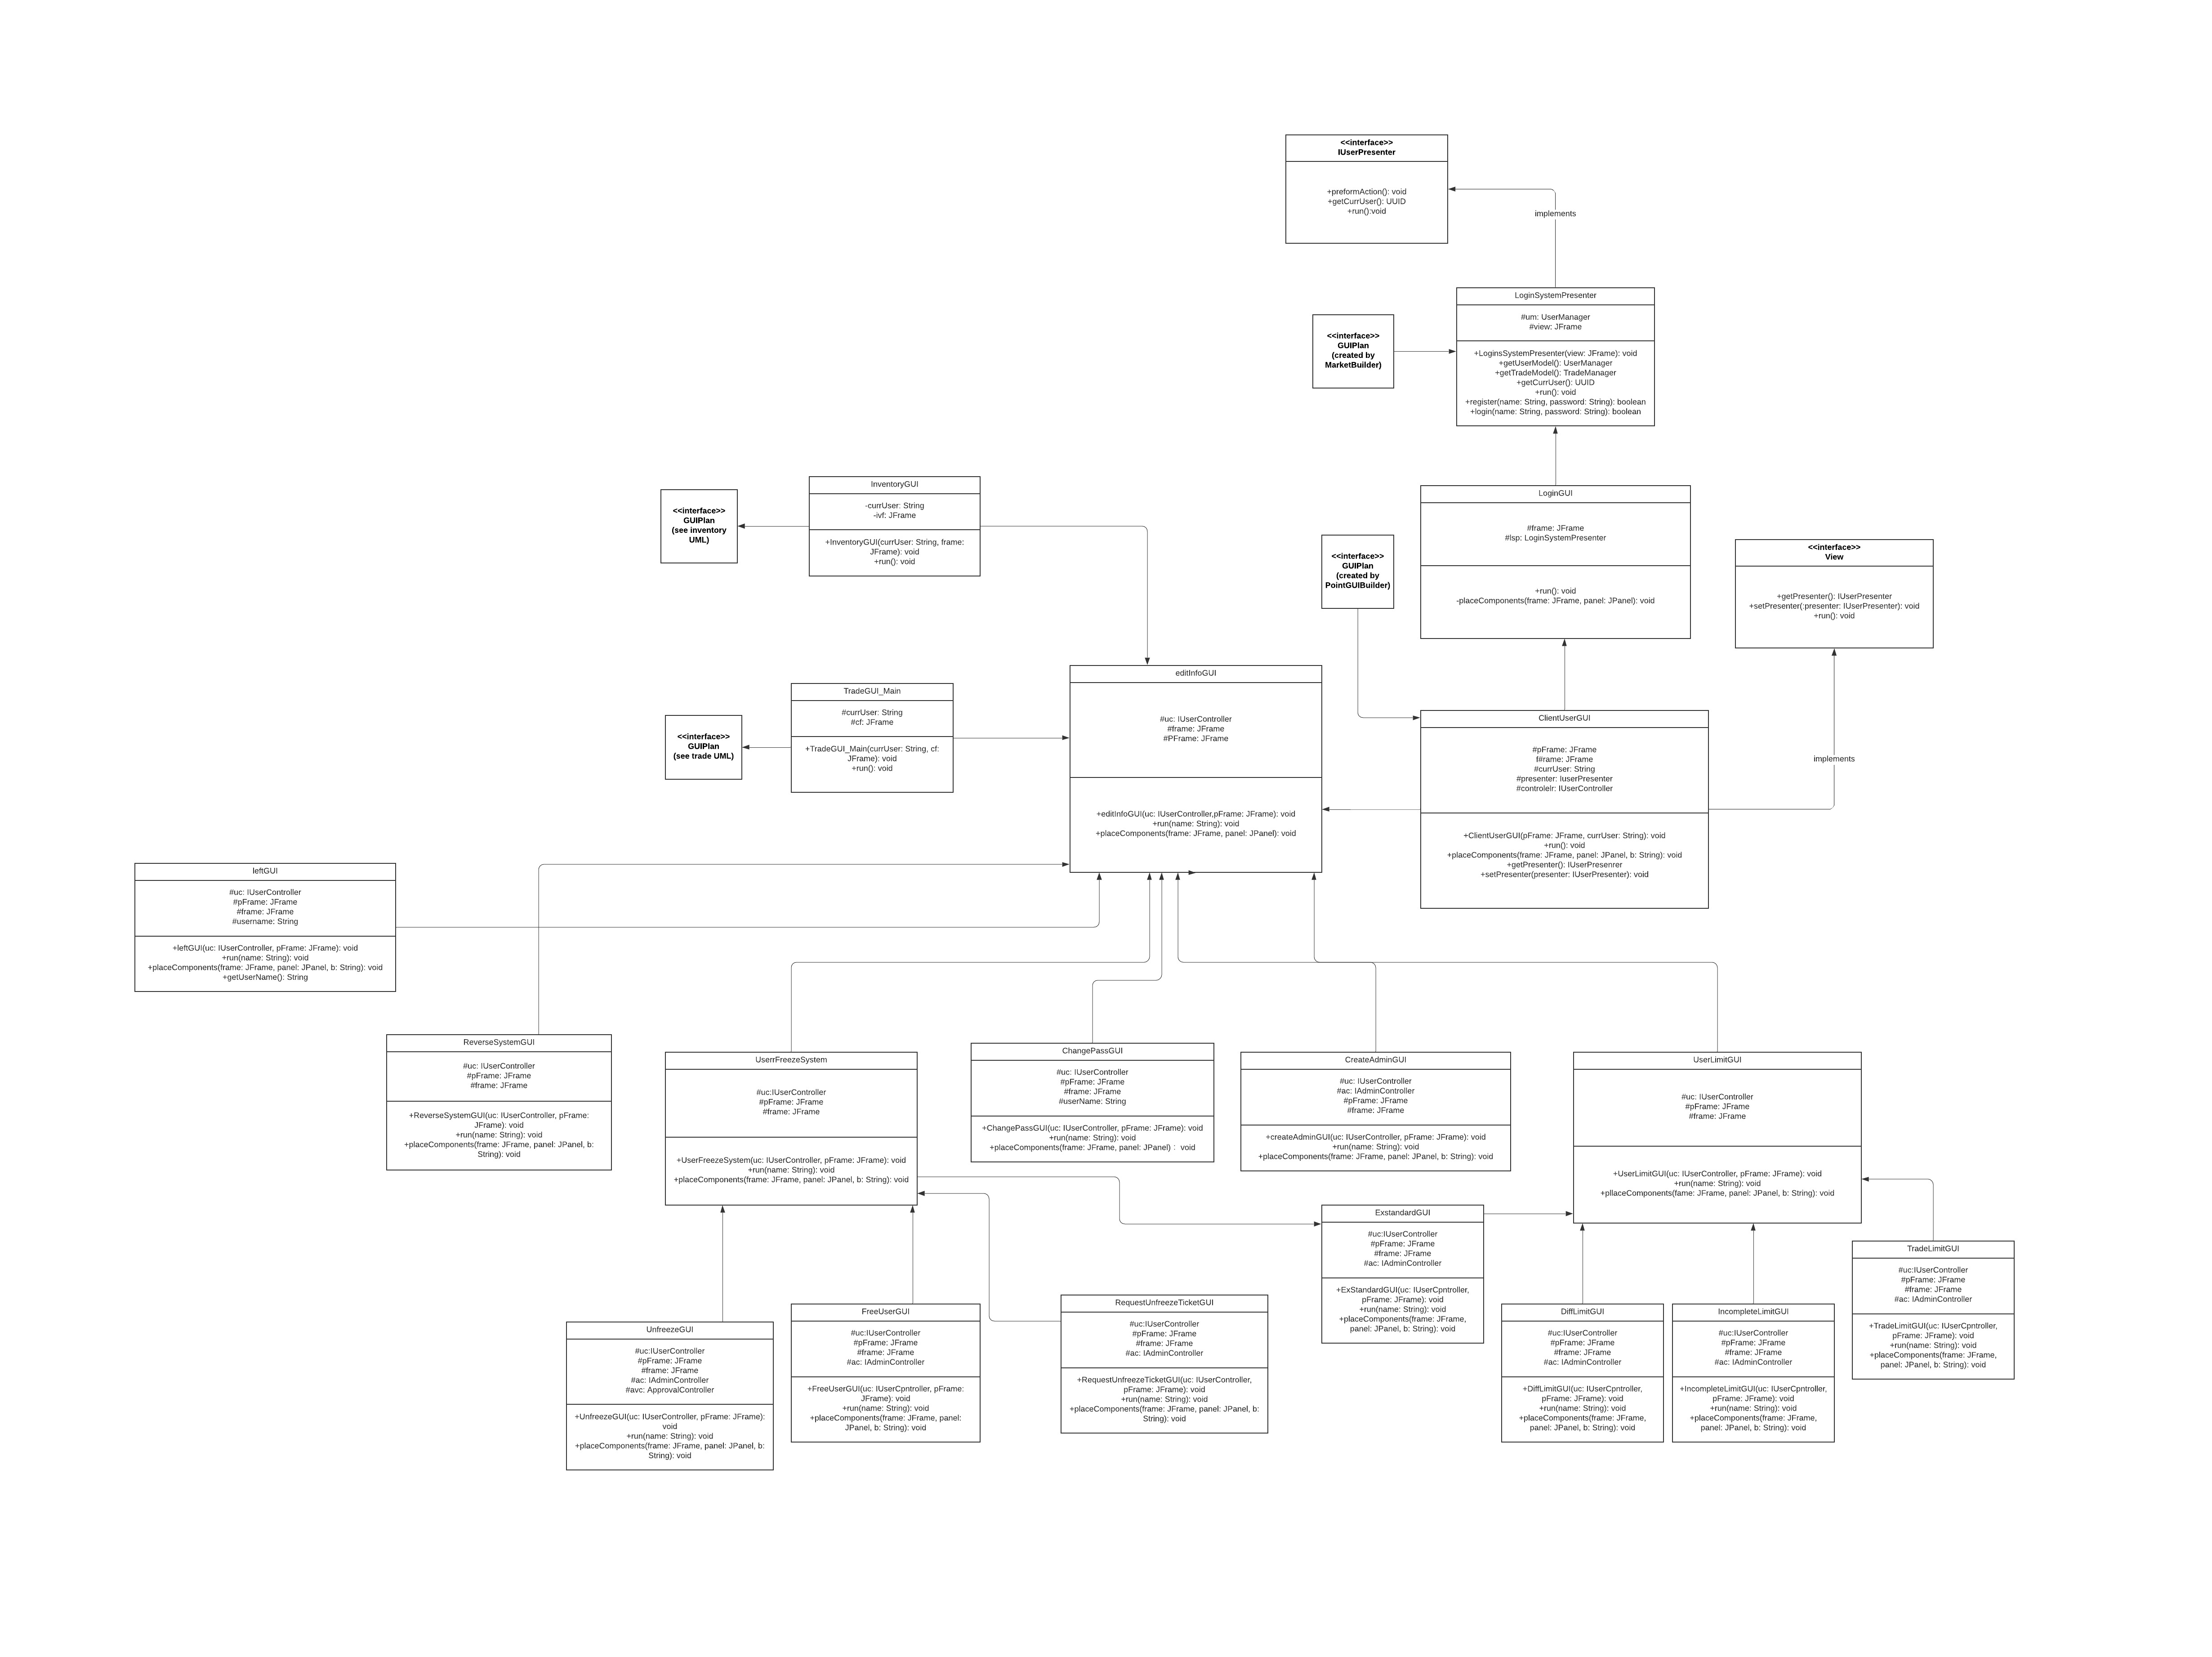 <<interface>>
IUserPresenter
+preformAction(): void
+getCurrUser(): UUID
+run():void
implements
LoginSystemPresenter
#um: UserManager
#view: JFrame
+LoginsSystemPresenter(view: JFrame): void
+getUserModel(): UserManager
+getTradeModel(): TradeManager
+getCurrUser(): UUID
+run(): void
+register(name: String, password: String): boolean
+login(name: String, password: String): boolean
<<interface>>
GUIPlan
(created by
MarketBuilder)
InventoryGUI
-currUser: String
-ivf: JFrame
+InventoryGUI(currUser: String, frame:
JFrame): void
+run(): void
<<interface>>
GUIPlan
(see inventory
UML)
LoginGUI
#frame: JFrame
#lsp: LoginSystemPresenter
+run(): void
-placeComponents(frame: JFrame, panel: JPanel): void
<<interface>>
GUIPlan
(created by
PointGUIBuilder)
<<interface>>
View
+getPresenter(): IUserPresenter
+setPresenter(:presenter: IUserPresenter): void
+run(): void
editInfoGUI
#uc: IUserController
#frame: JFrame
#PFrame: JFrame
+editInfoGUI(uc: IUserController,pFrame: JFrame): void
+run(name: String): void
+placeComponents(frame: JFrame, panel: JPanel): void
TradeGUI_Main
#currUser: String
#cf: JFrame
+TradeGUI_Main(currUser: String, cf:
JFrame): void
+run(): void
<<interface>>
GUIPlan
(see trade UML)
ClientUserGUI
#pFrame: JFrame
f#rame: JFrame
#currUser: String
#presenter: IuserPresenter
#controlelr: IUserController
+ClientUserGUI(pFrame: JFrame, currUser: String): void
+run(): void
+placeComponents(frame: JFrame, panel: JPanel, b: String): void
+getPresenter(): IUserPresenrer
+setPresenter(presenter: IUserPresenter): void
implements
leftGUI
#uc: IUserController
#pFrame: JFrame
#frame: JFrame
#username: String
+leftGUI(uc: IUserController, pFrame: JFrame): void
+run(name: String): void
+placeComponents(frame: JFrame, panel: JPanel, b: String): void
+getUserName(): String
ReverseSystemGUI
#uc: IUserController
#pFrame: JFrame
#frame: JFrame
+ReverseSystemGUI(uc: IUserController, pFrame:
JFrame): void
+run(name: String): void
+placeComponents(frame: JFrame, panel: JPanel, b:
String): void
UserrFreezeSystem
#uc:IUserController
#pFrame: JFrame
#frame: JFrame
+UserFreezeSystem(uc: IUserController, pFrame: JFrame): void
+run(name: String): void
+placeComponents(frame: JFrame, panel: JPanel, b: String): void
ChangePassGUI
#uc: IUserController
#pFrame: JFrame
#frame: JFrame
#userName: String
+ChangePassGUI(uc: IUserController, pFrame: JFrame): void
+run(name: String): void
+placeComponents(frame: JFrame, panel: JPanel) :  void
CreateAdminGUI
#uc: IUserController
#ac: IAdminController
#pFrame: JFrame
#frame: JFrame
+createAdminGUI(uc: IUserController, pFrame: JFrame): void
+run(name: String): void
+placeComponents(frame: JFrame, panel: JPanel, b: String): void
UserLimitGUI
#uc: IUserController
#pFrame: JFrame
#frame: JFrame
+UserLimitGUI(uc: IUserController, pFrame: JFrame): void
+run(name: String): void
+pllaceComponents(fame: JFrame, panel: JPanel, b: String): void
ExstandardGUI
#uc:IUserController
#pFrame: JFrame
#frame: JFrame
#ac: IAdminController
+ExStandardGUI(uc: IUserCpntroller,
pFrame: JFrame): void
+run(name: String): void
+placeComponents(frame: JFrame,
panel: JPanel, b: String): void
TradeLimitGUI
#uc:IUserController
#pFrame: JFrame
#frame: JFrame
#ac: IAdminController
+TradeLimitGUI(uc: IUserCpntroller,
pFrame: JFrame): void
+run(name: String): void
+placeComponents(frame: JFrame,
panel: JPanel, b: String): void
UnfreezeGUI
#uc:IUserController
#pFrame: JFrame
#frame: JFrame
#ac: IAdminController
#avc: ApprovalController
+UnfreezeGUI(uc: IUserController, pFrame: JFrame):
void
+run(name: String): void
+placeComponents(frame: JFrame, panel: JPanel, b:
String): void
FreeUserGUI
#uc:IUserController
#pFrame: JFrame
#frame: JFrame
#ac: IAdminController
+FreeUserGUI(uc: IUserCpntroller, pFrame:
JFrame): void
+run(name: String): void
+placeComponents(frame: JFrame, panel:
JPanel, b: String): void
RequestUnfreezeTicketGUI
#uc:IUserController
#pFrame: JFrame
#frame: JFrame
#ac: IAdminController
+RequestUnfreezeTicketGUI(uc: IUserController,
pFrame: JFrame): void
+run(name: String): void
+placeComponents(frame: JFrame, panel: JPanel, b:
String): void
DiffLimitGUI
#uc:IUserController
#pFrame: JFrame
#frame: JFrame
#ac: IAdminController
+DiffLimitGUI(uc: IUserCpntroller,
pFrame: JFrame): void
+run(name: String): void
+placeComponents(frame: JFrame,
panel: JPanel, b: String): void
IncompleteLimitGUI
#uc:IUserController
#pFrame: JFrame
#frame: JFrame
#ac: IAdminController
+IncompleteLimitGUI(uc: IUserCpntroller,
pFrame: JFrame): void
+run(name: String): void
+placeComponents(frame: JFrame,
panel: JPanel, b: String): void